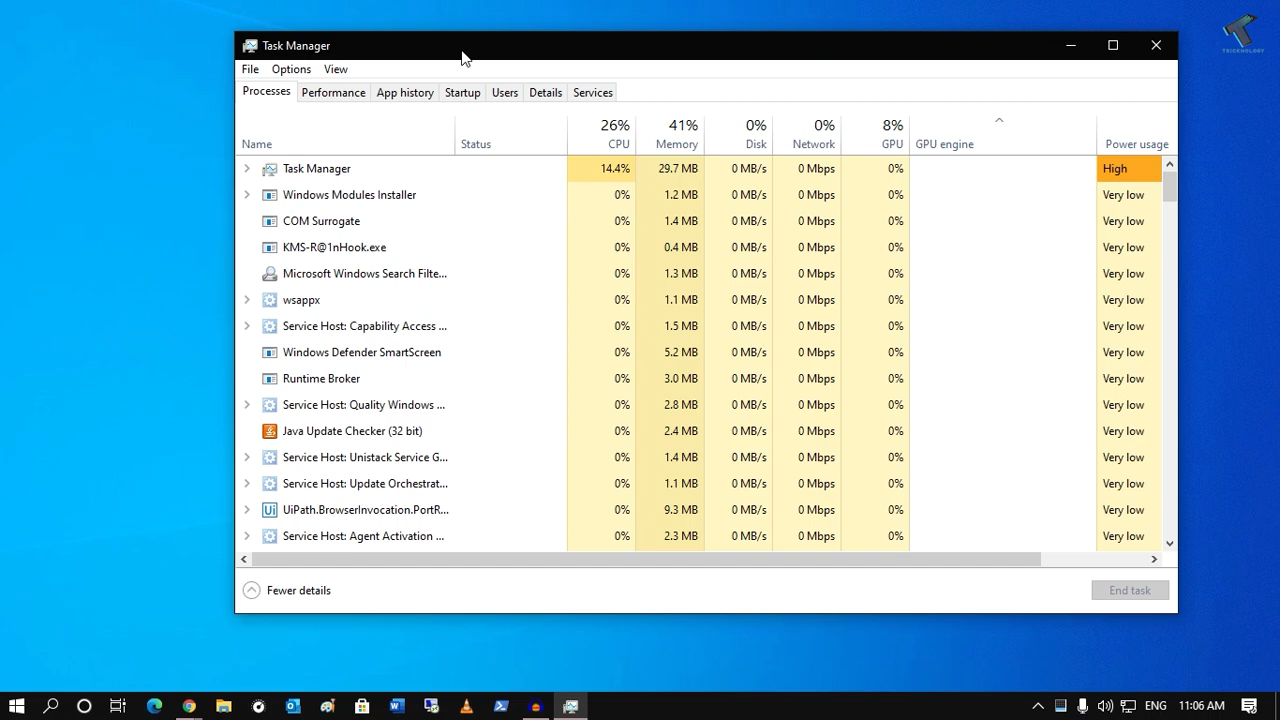 Task Manager
TRICKNOLOGY
File Options View
Processes Performance App history Startup Users Details Services
26% 41% 0% 0% 8%
Name Status CPU Memory Disk Network GPU GPU engine Power usage
Task Manager 14.4% 29.7 MB 0 MB/s 0 Mbps 0% High
Windows Modules Installer 0% 1.2 MB 0 MB/s 0 Mbps 0% Very low
COM Surrogate 0% 1.4 MB 0 MB/s 0 Mbps 0% Very low
KMS-R@1nHook.exe 0% 0.4 MB 0 MB/s 0 Mbps 0% Very low
Microsoft Windows Search Filte... 0% 1.3 MB 0 MB/s 0 Mbps 0% Very low
wsappx 0% 1.1 MB 0 MB/s 0 Mbps 0% Very low
Service Host: Capability Access ... 0% 1.5 MB 0 MB/s 0 Mbps 0% Very low
Windows Defender SmartScreen 0% 5.2 MB 0 MB/s 0 Mbps 0% Very low
Runtime Broker 0% 3.0 MB 0 MB/s 0 Mbps 0% Very low
Service Host: Quality Windows ... 0% 2.8 MB 0 MB/s 0 Mbps 0% Very low
Java Update Checker (32 bit) 0% 2.4 MB 0 MB/s 0 Mbps 0% Very low
Service Host: Unistack Service G... 0% 1.4 MB 0 MB/s 0 Mbps 0% Very low
Service Host: Update Orchestrat... 0% 1.1 MB 0 MB/s 0 Mbps 0% Very low
Ui UiPath.BrowserInvocation.PortR... 0% 9.3 MB 0 MB/s 0 Mbps 0% Very low
Service Host: Agent Activation ... 0% 2.3 MB 0 MB/s 0 Mbps 0% Very low
Fewer details End task
ENG 11:06 AM